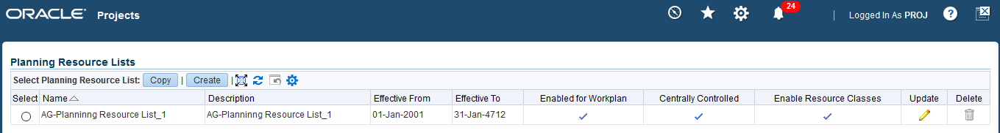 ORACLE Projects 24 Logged In As PROJ ?
Planning Resource Lists
Select Planning Resource List: Copy | Create |
Select Name Description Effective From Effective To Enabled for Workplan Centrally Controlled Enable Resource Classes Update Delete
AG-Planninng Resource List_1 AG-Planninng Resource List_1 01-Jan-2001 31-Jan-4712